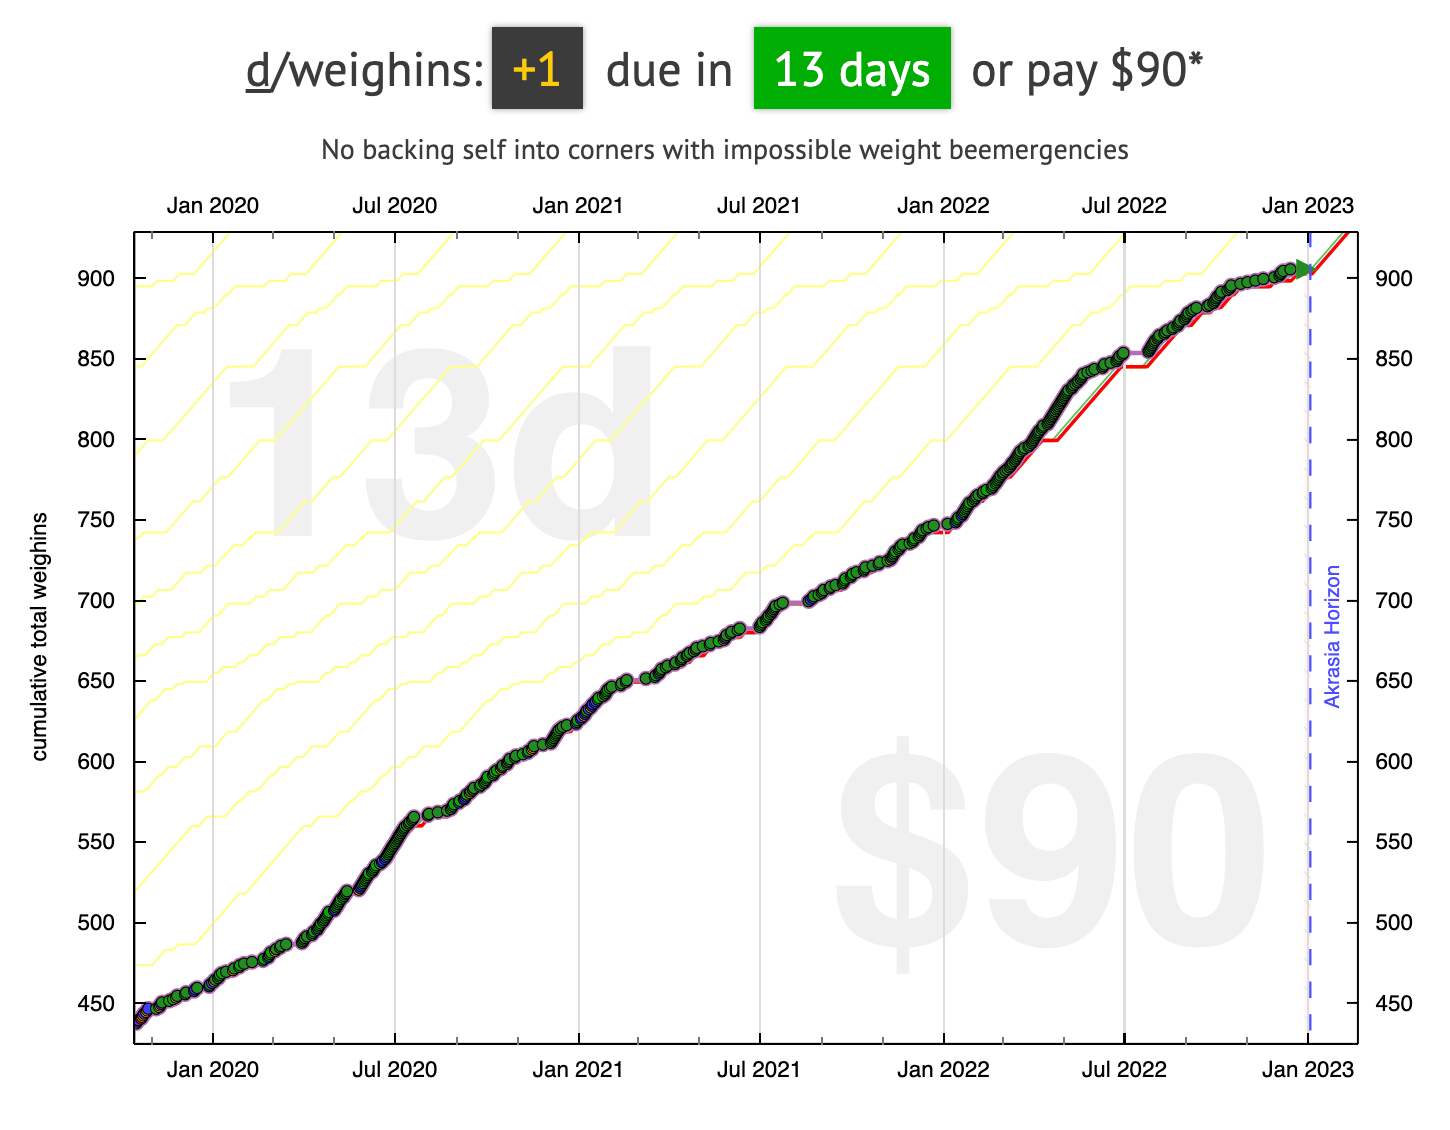 d/weighins: +1 due in 13 days or pay $90*
No backing self into corners with impossible weight beemergencies
Jan 2020 Jul 2020 Jan 2021 Jul 2021 Jan 2022 Jul 2022 Jan 2023
900 900
850 850
13d
800 800
750 750
700 700
650 650
600 600
550 550
500 500
450 450
cumulative total weighins
Akrasia Horizon
$90
Jan 2020 Jul 2020 Jan 2021 Jul 2021 Jan 2022 Jul 2022 Jan 2023